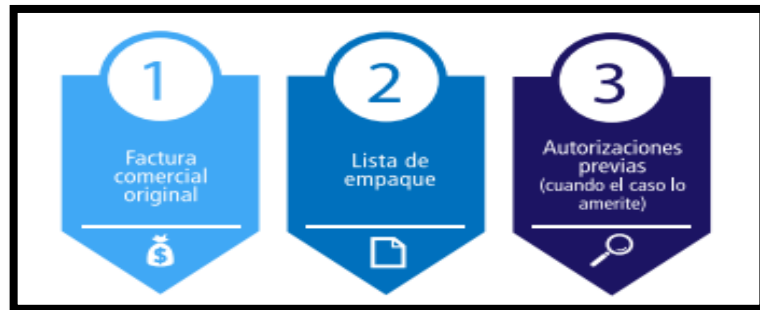 1
Factura
comercial
original
$
2
Lista de
empaque
3
Autorizaciones
previas
(cuando el caso lo
amerite)